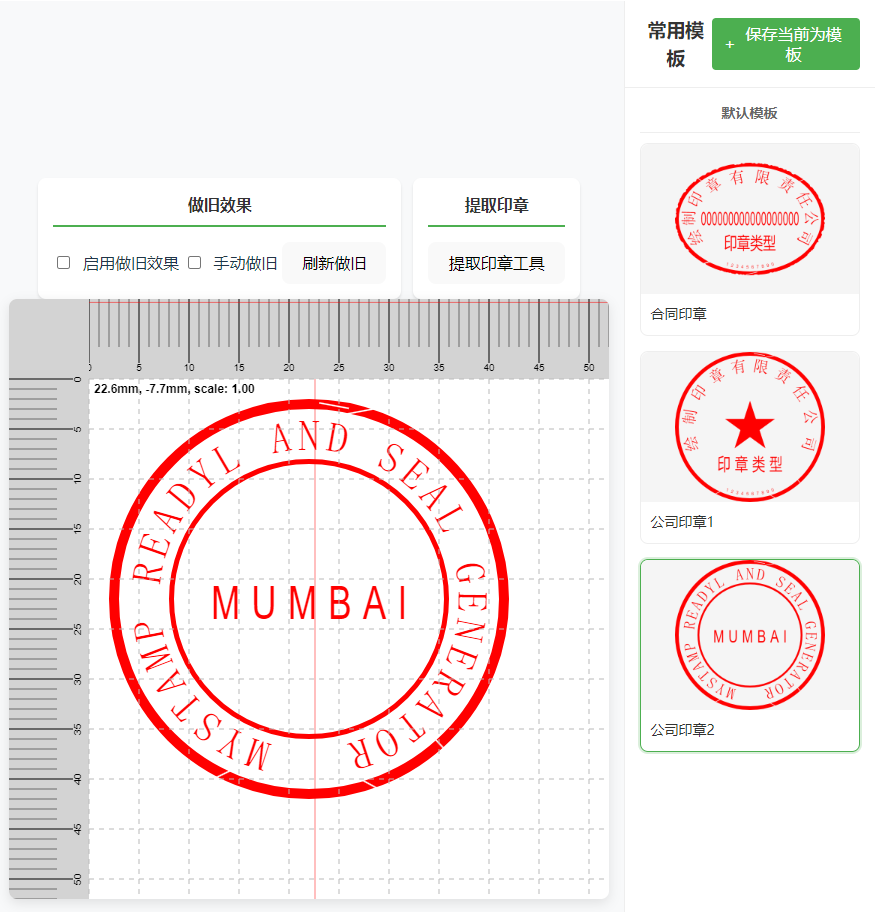 常用模
板
+ 保存当前为模
板
默认模板
做旧效果
提取印章
启用做旧效果 手动做旧 刷新做旧
提取印章工具
0 5 10 15 20 25 30 35 40 45 50
0
5
10
15
20
25
30
35
40
45
50
22.6mm, -7.7mm, scale: 1.00
MYSTAMP READYL AND SEAL GENERATOR
MUMBAI
绘制印章有限责任公司
000000000000000000
印章类型
1234567890
合同印章
绘制印章有限责任公司
印章类型
1234567890
公司印章1
MYSTAMP READYL AND SEAL GENERATOR
MUMBAI
公司印章2